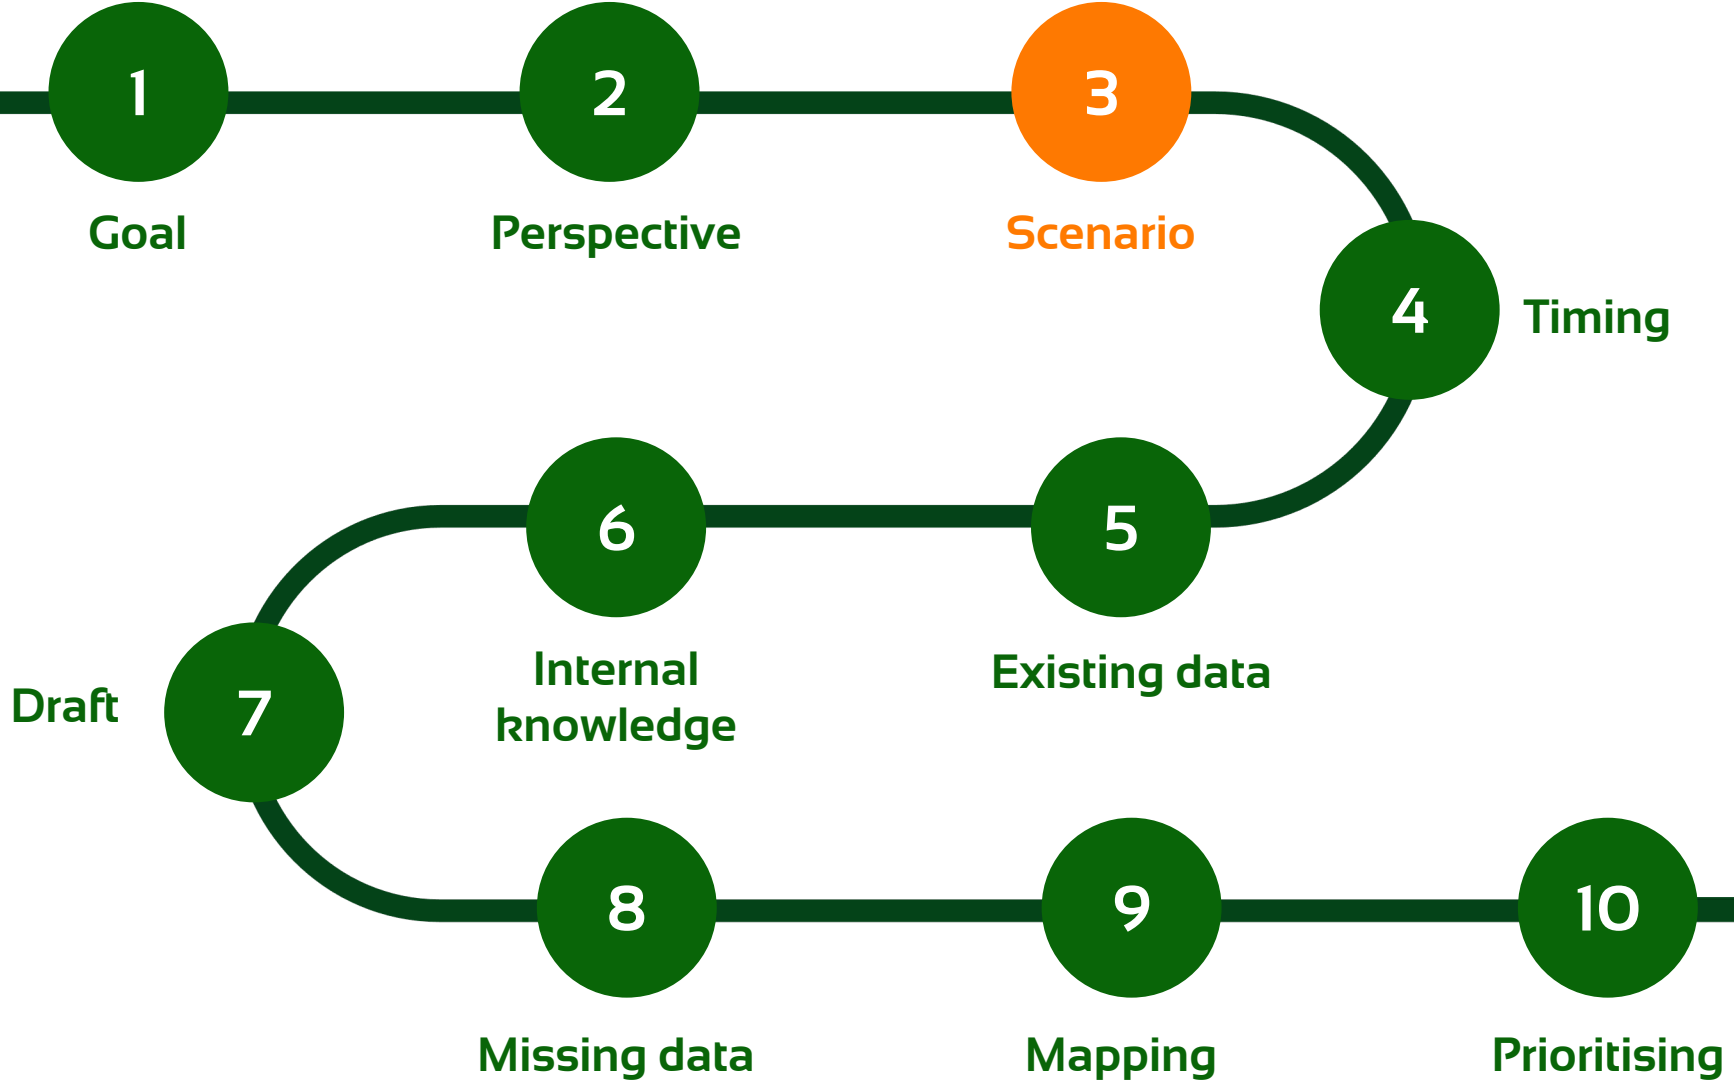 1
Goal
2
Perspective
3
Scenario
4
Timing
5
Existing data
6
Internal
knowledge
7
Draft
8
Missing data
9
Mapping
10
Prioritising